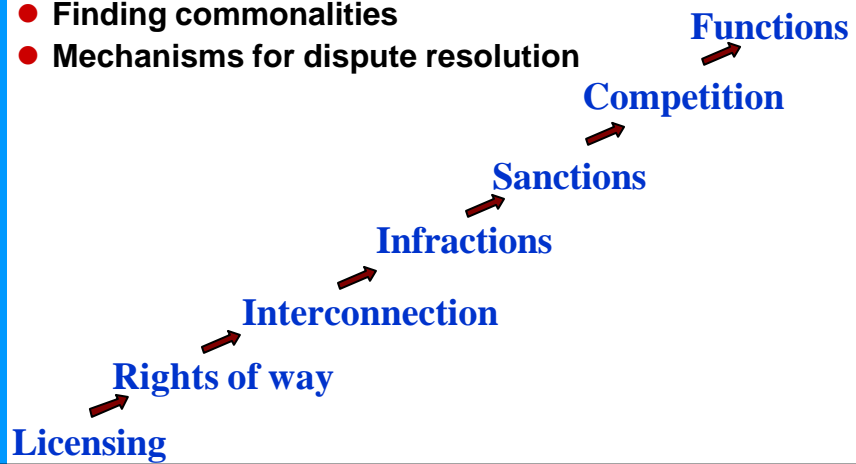 Finding commonalities
Functions
Mechanisms for dispute resolution
Competition
Sanctions
Infractions
Interconnection
Rights of way
Licensing